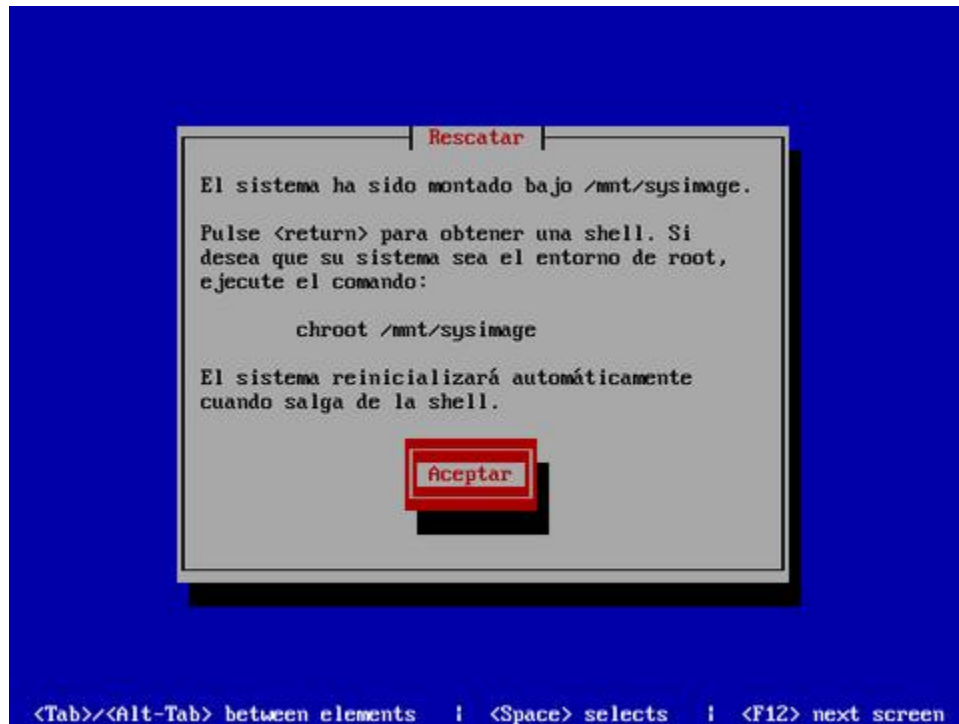 Rescatar
El sistema ha sido montado bajo /mnt/sysimage.
Pulse <return> para obtener una shell. Si
desea que su sistema sea el entorno de root,
ejecute el comando:
chroot /mnt/sysimage
El sistema reinicializará automáticamente
cuando salga de la shell.
Aceptar
<Tab>/<Alt-Tab> between elements | <Space> selects | <F12> next screen